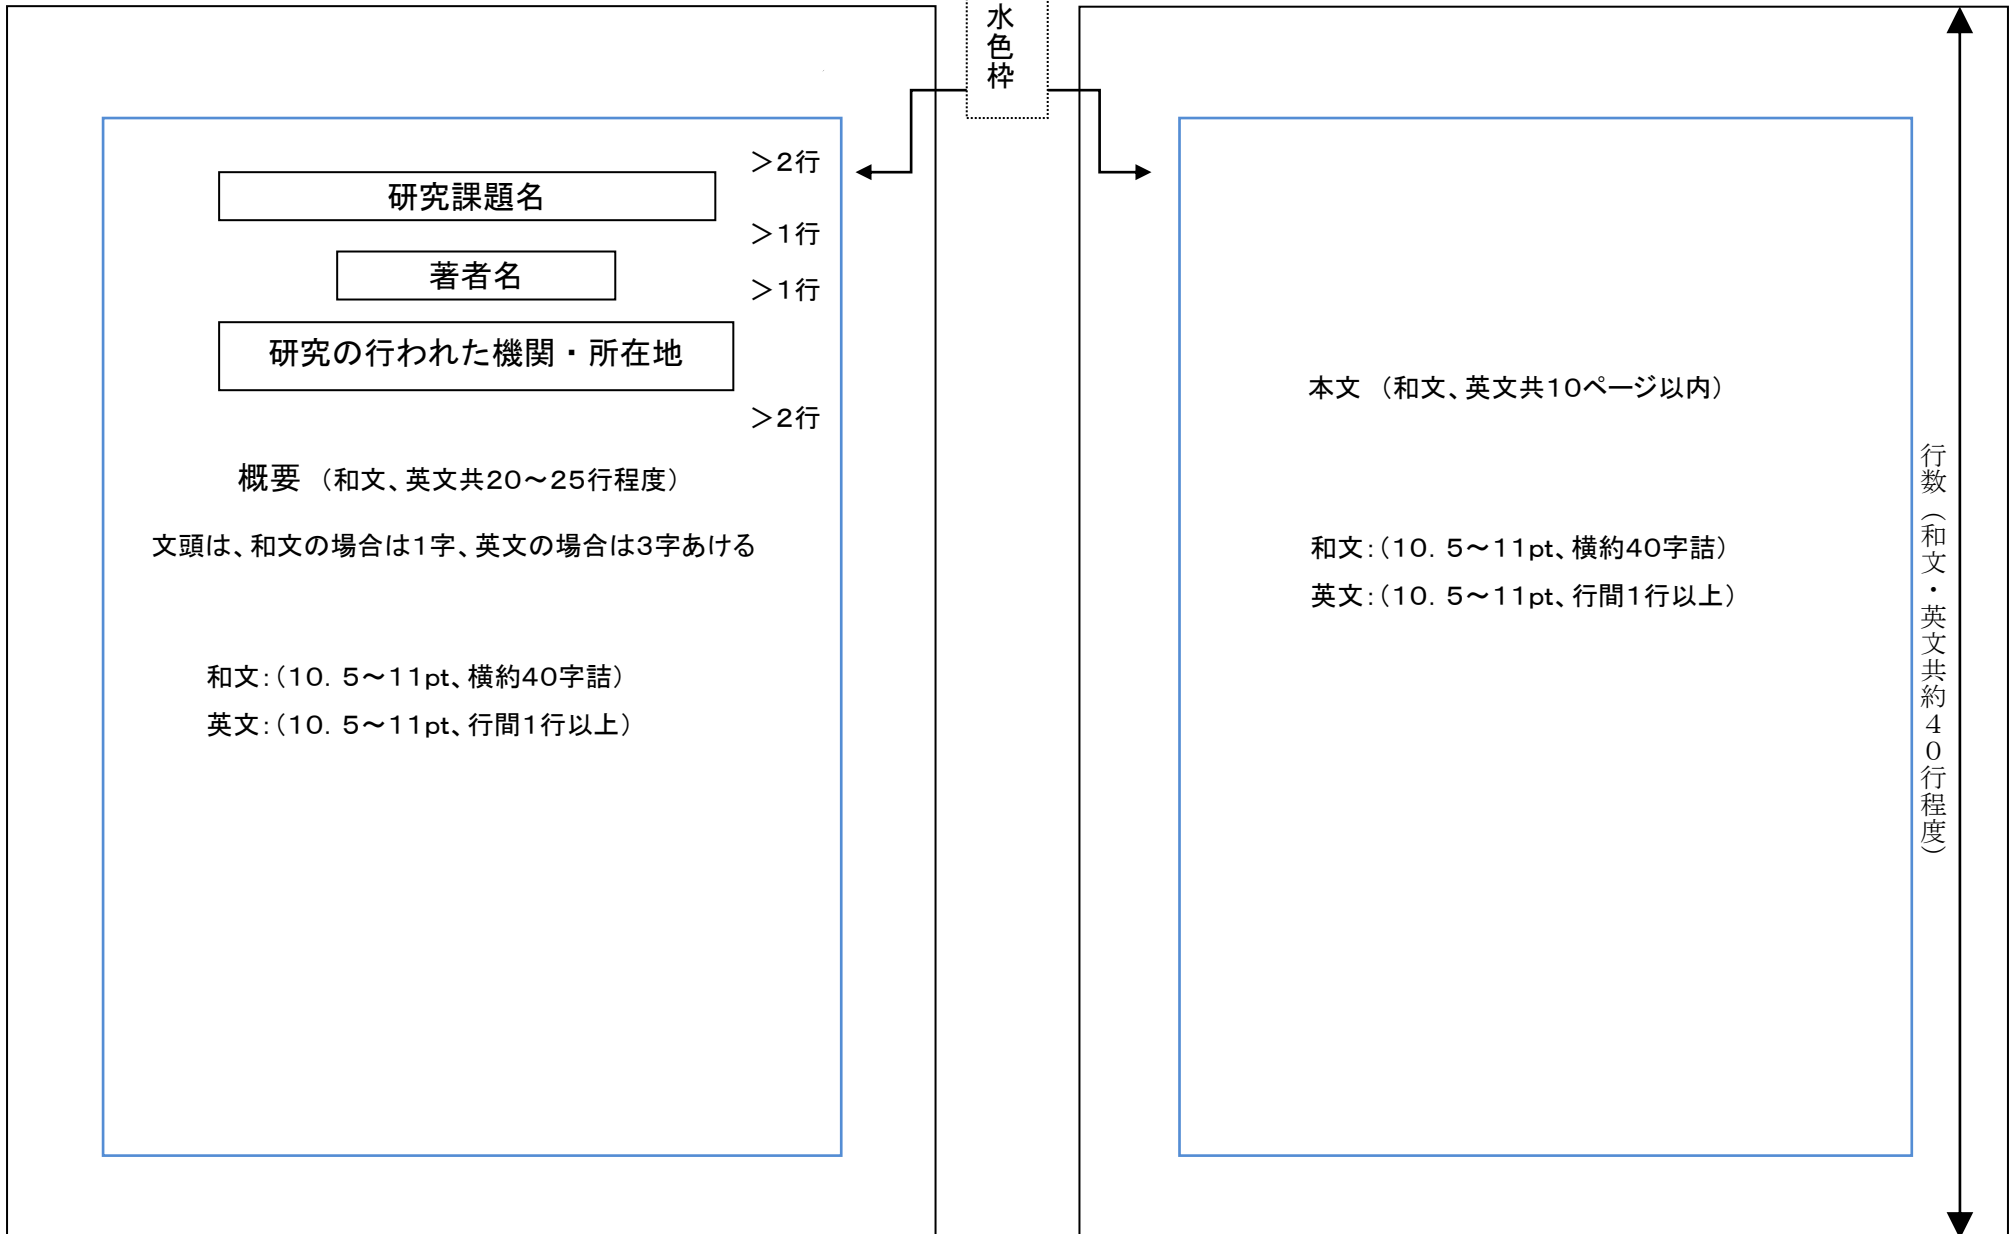 水色枠
＞2行
研究課題名
＞1行
著者名
＞1行
研究の行われた機関・所在地
＞2行
概要 （和文、英文共20～25行程度）
文頭は、和文の場合は1字、英文の場合は3字あける
和文：（10．5～11pt、横約40字詰）
英文：（10．5～11pt、行間1行以上）
本文 （和文、英文共10ページ以内）
和文：（10．5～11pt、横約40字詰）
英文：（10．5～11pt、行間1行以上）
行数（和文・英文共約４０行程度）